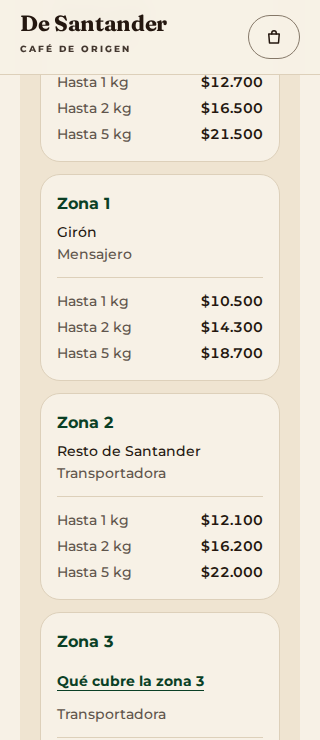 De Santander
CAFÉ DE ORIGEN
Hasta 1 kg $12.700
Hasta 2 kg $16.500
Hasta 5 kg $21.500
Zona 1
Girón
Mensajero
Hasta 1 kg $10.500
Hasta 2 kg $14.300
Hasta 5 kg $18.700
Zona 2
Resto de Santander
Transportadora
Hasta 1 kg $12.100
Hasta 2 kg $16.200
Hasta 5 kg $22.000
Zona 3
Qué cubre la zona 3
Transportadora